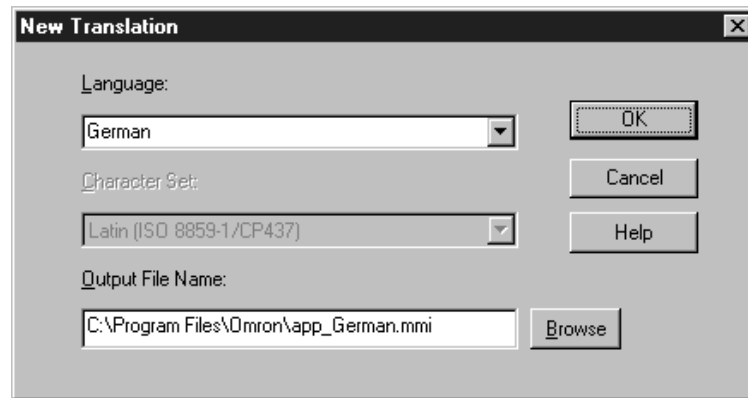 New Translation
Language:
German
OK
Character Set:
Cancel
Latin (ISO 8859-1/CP437)
Help
Output File Name:
C:\Program Files\Omron\app_German.mmi
Browse